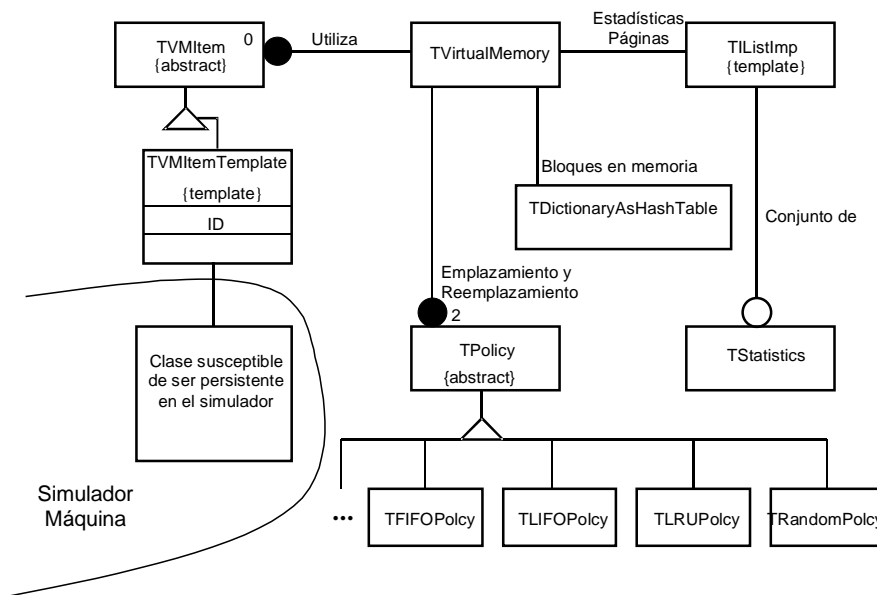 TVMItem
{abstract}
0
Utiliza
TVirtualMemory
Estadísticas
Páginas
TIListImp
{template}
TVMItemTemplate
{template}
ID
Bloques en memoria
TDictionaryAsHashTable
Conjunto de
Emplazamiento y
Reemplazamiento
2
Clase susceptible
de ser persistente
en el simulador
TPolicy
{abstract}
TStatistics
Simulador
Máquina
...
TFIFOPolcy
TLIFOPolcy
TLRUPolcy
TRandomPolcy